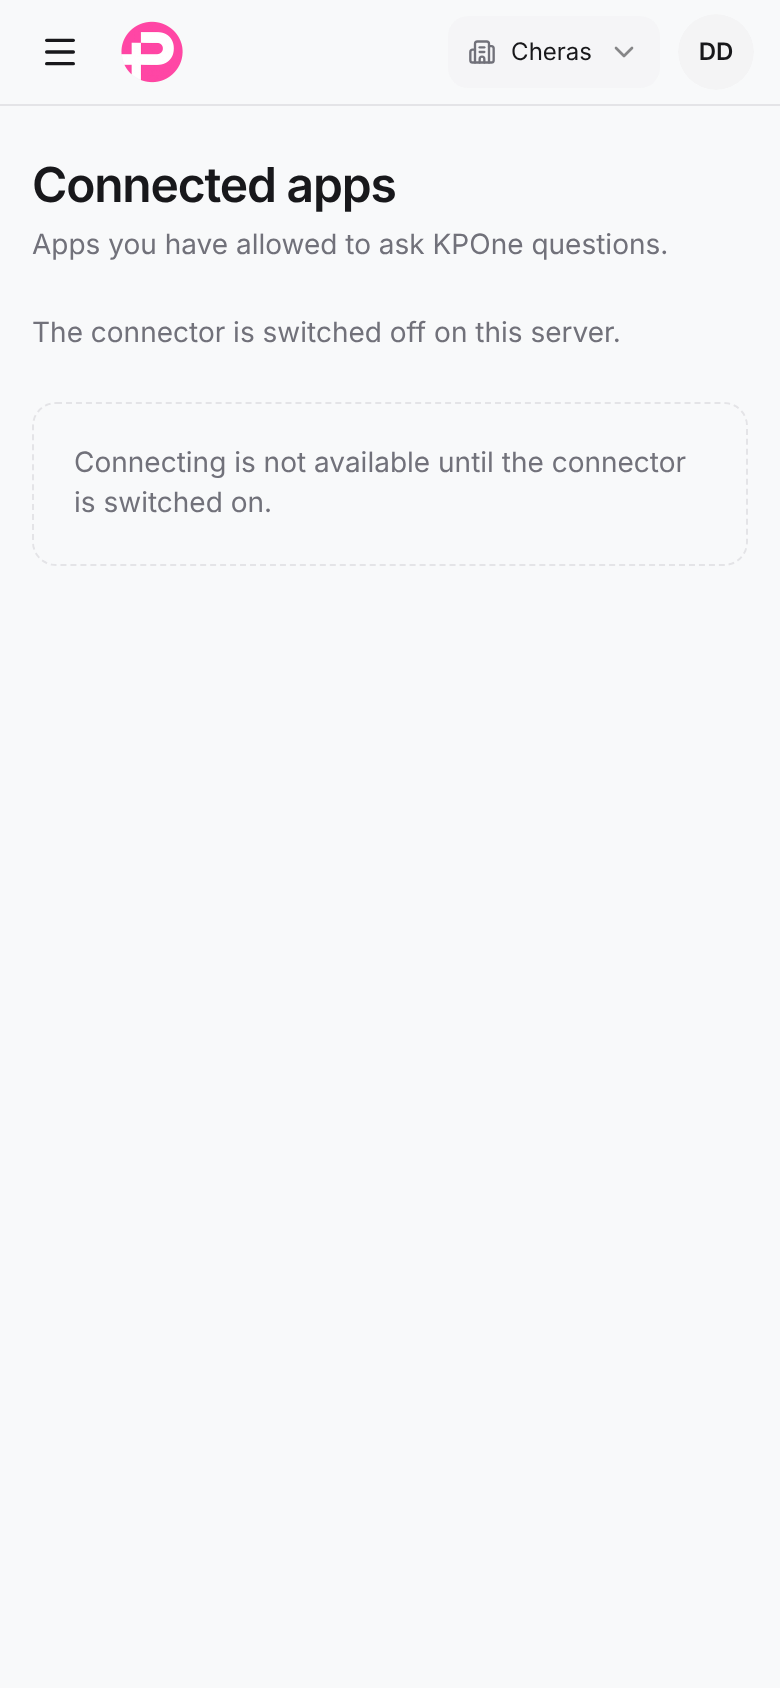 Cheras
DD
Connected apps
Apps you have allowed to ask KPOne questions.
The connector is switched off on this server.
Connecting is not available until the connector
is switched on.